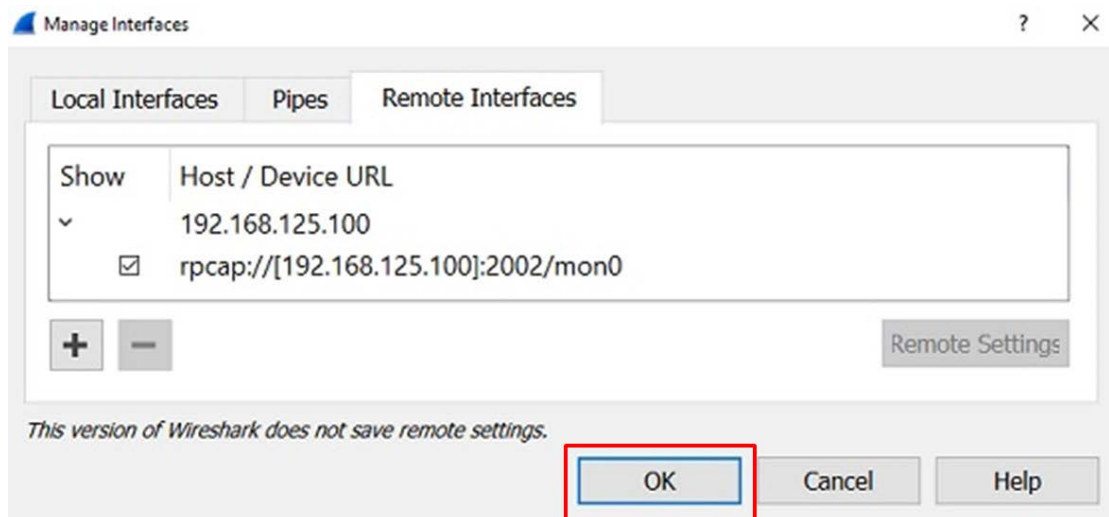 Manage Interfaces ?
Local Interfaces Pipes Remote Interfaces
Show Host / Device URL
192.168.125.100
rpcap://[192.168.125.100]:2002/mon0
Remote Settings
This version of Wireshark does not save remote settings.
OK Cancel Help